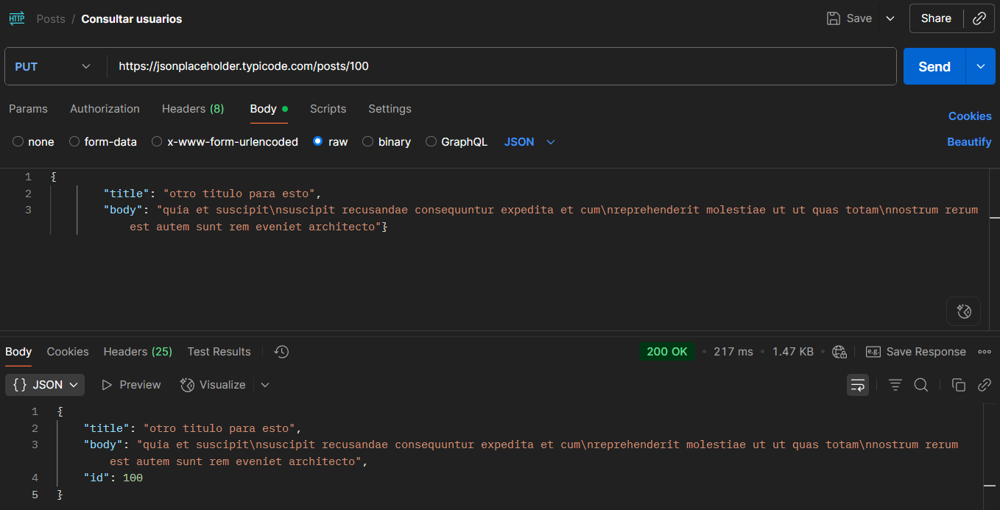 HTTP Posts / Consultar usuarios Save Share
PUT https://jsonplaceholder.typicode.com/posts/100 Send
Params Authorization Headers (8) Body Scripts Settings Cookies
none form-data x-www-form-urlencoded raw binary GraphQL JSON Beautify
1 {
2 "title": "otro titulo para esto",
3 "body": "quia et suscipit\nsuscipit recusandae consequuntur expedita et cum\nreprehenderit molestiae ut ut quas totam\nnostrum rerum
est autem sunt rem eveniet architecto"}
Body Cookies Headers (25) Test Results 200 OK • 217 ms • 1.47 KB • e.g. Save Response
{} JSON Preview Visualize
1 {
2 "title": "otro titulo para esto",
3 "body": "quia et suscipit\nsuscipit recusandae consequuntur expedita et cum\nreprehenderit molestiae ut ut quas totam\nnostrum rerum
est autem sunt rem eveniet architecto",
4 "id": 100
5 }